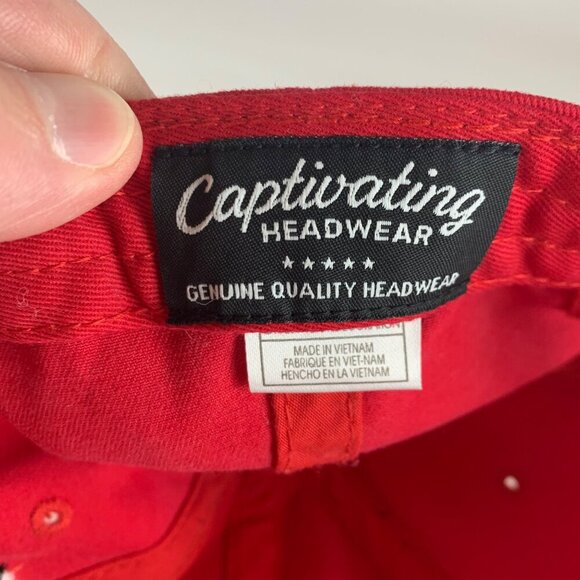 Captivating
HEADWEAR
GENUINE QUALITY HEADWEAR
MADE IN VIETNAM
FABRIQUE EN VIET-NAM
HENCHO EN LA VIETNAM